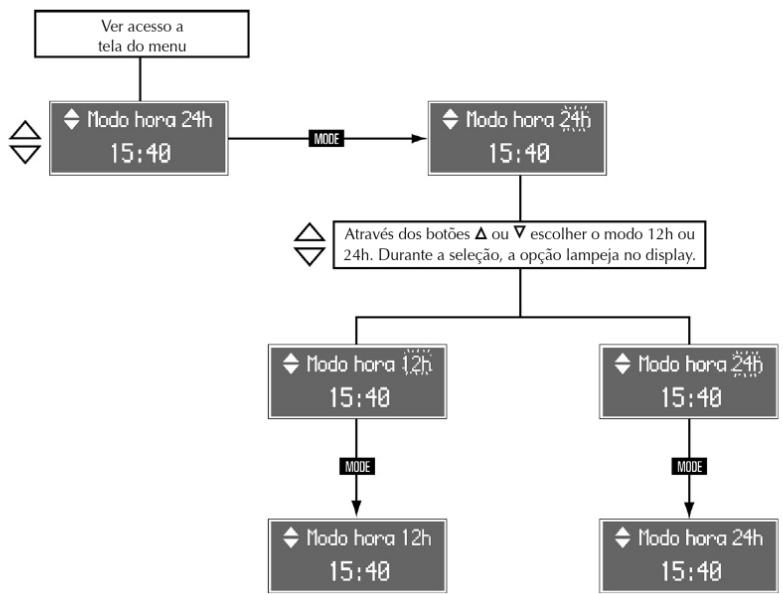 Ver acesso a
tela do menu
Modo hora 24h
15:40
MODE
Modo hora 24h
15:40
Através dos botões Δ ou ∇ escolher o modo 12h ou
24h. Durante a seleção, a opção lampeja no display.
Modo hora 12h
15:40
Modo hora 24h
15:40
MODE
MODE
Modo hora 12h
15:40
Modo hora 24h
15:40